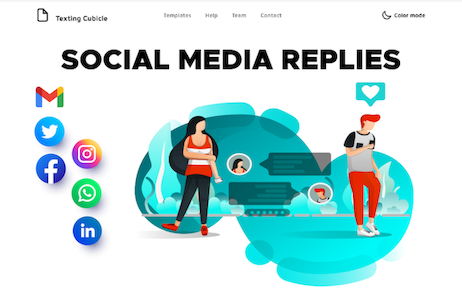 Texting Cubicle
Templates Help Team Contact
Color mode
SOCIAL MEDIA REPLIES
in